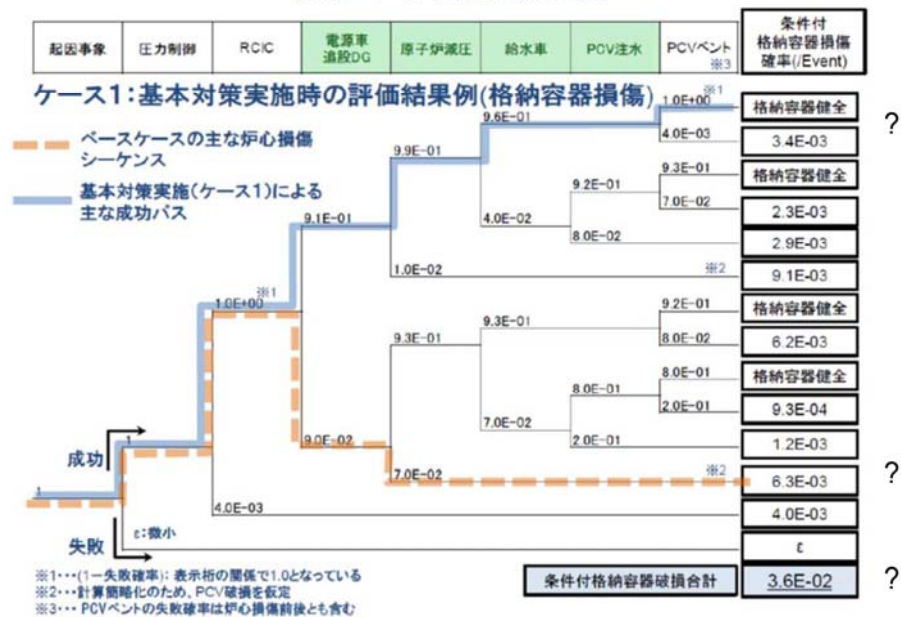 起因事象
圧力制御
RCIC
電源車
追設DG
原子炉減圧
給水車
PCV注水
PCVベント
※3
条件付
格納容器損傷
確率(/Event)
ケース1:基本対策実施時の評価結果例(格納容器損傷)
ベースケースの主な炉心損傷
シーケンス
基本対策実施(ケース1)による
主な成功パス
※1
1.0E+00
格納容器健全
?
9.6E-01
4.0E-03
3.4E-03
9.9E-01
9.3E-01
格納容器健全
9.2E-01
7.0E-02
2.3E-03
9.1E-01
4.0E-02
8.0E-02
2.9E-03
1.0E-02
※2
9.1E-03
※1
1.0E+00
9.2E-01
格納容器健全
9.3E-01
9.3E-01
8.0E-02
6.2E-03
8.0E-01
格納容器健全
8.0E-01
2.0E-01
9.3E-04
7.0E-02
2.0E-01
1.2E-03
成功
1
9.0E-02
7.0E-02
※2
6.3E-03
?
1
4.0E-03
4.0E-03
ε:微小
失敗
ε
※1・・・(1-失敗確率): 表示桁の関係で1.0となっている
※2・・・計算簡略化のため、PCV破損を仮定
※3・・・ PCVベントの失敗確率は炉心損傷前後とも含む
条件付格納容器破損合計
3.6E-02
?